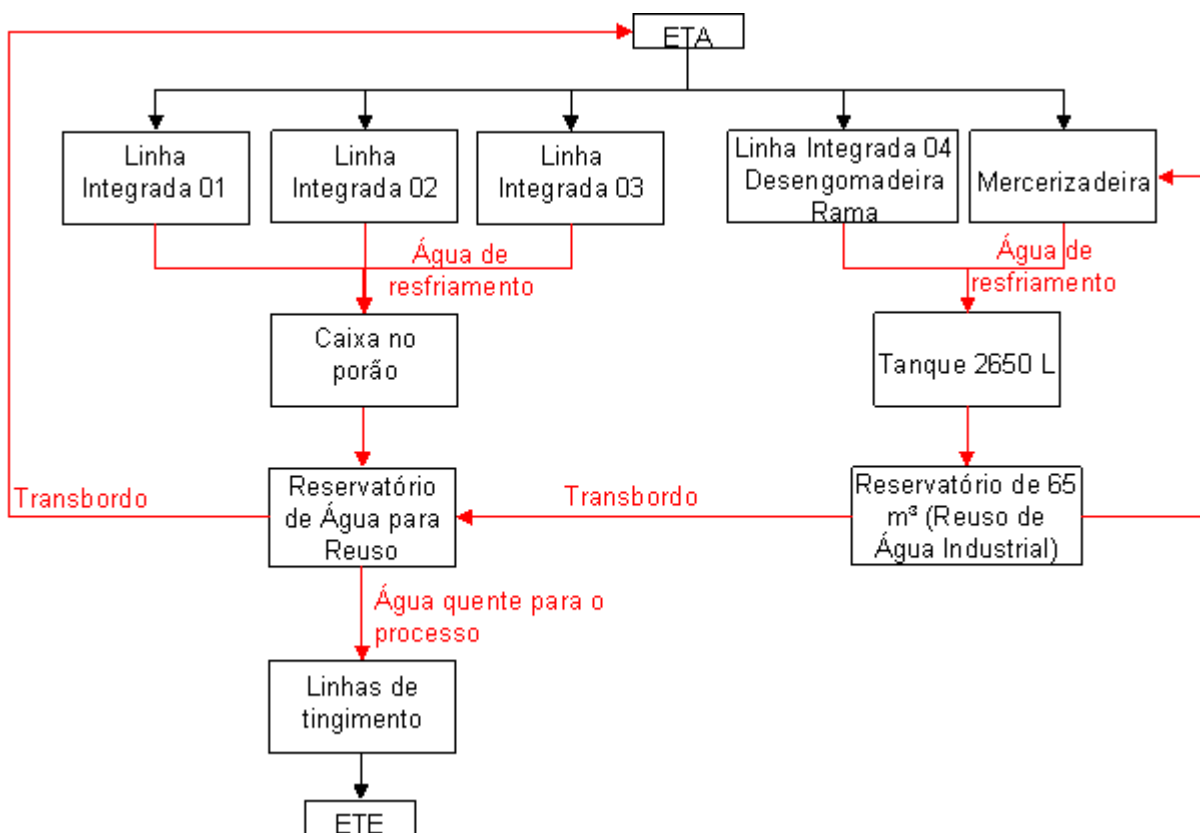 ETA
Linha
Integrada 01
Linha
Integrada 02
Linha
Integrada 03
Linha Integrada 04
Desengomadeira
Rama
Mercerizadeira
Água de
resfriamento
Água de
resfriamento
Caixa no
porão
Tanque 2650 L
Transbordo
Reservatório
de Água para
Reuso
Transbordo
Reservatório de 65
m³ (Reuso de
Água Industrial)
Água quente para o
processo
Linhas de
tingimento
ETE